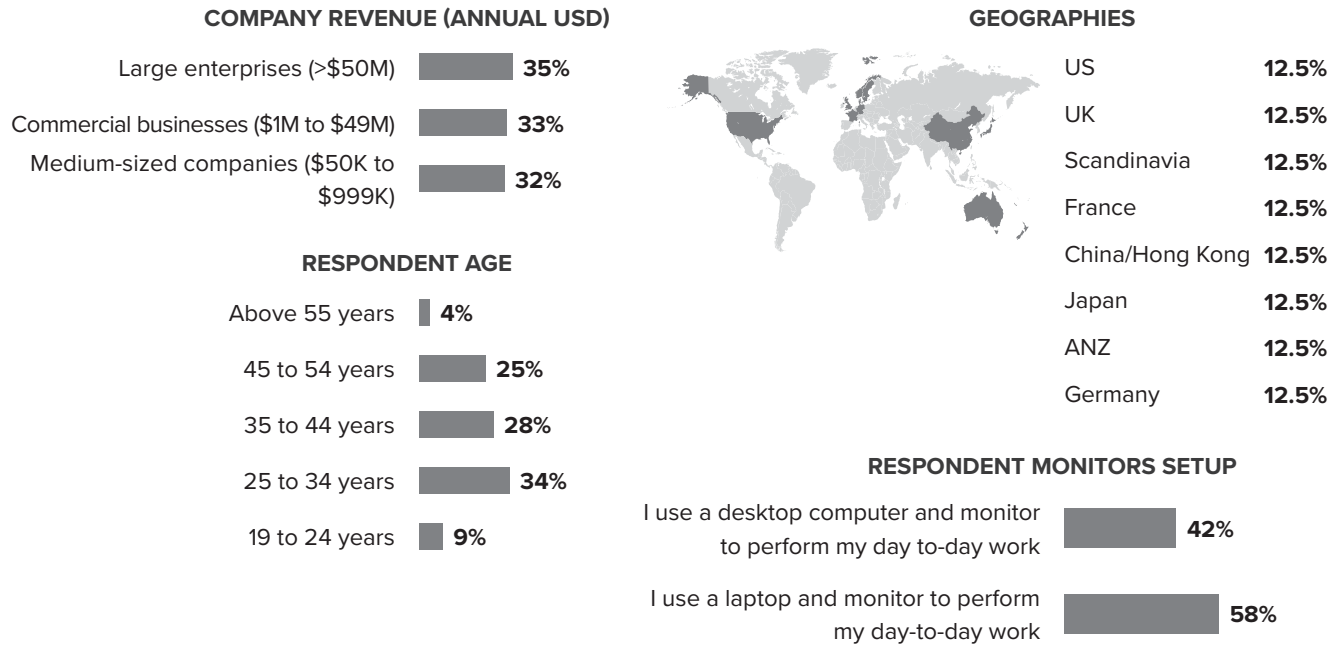 COMPANY REVENUE (ANNUAL USD)
Large enterprises (>$50M) 35%
Commercial businesses ($1M to $49M) 33%
Medium-sized companies ($50K to
$999K) 32%
RESPONDENT AGE
Above 55 years 4%
45 to 54 years 25%
35 to 44 years 28%
25 to 34 years 34%
19 to 24 years 9%
GEOGRAPHIES
US 12.5%
UK 12.5%
Scandinavia 12.5%
France 12.5%
China/Hong Kong 12.5%
Japan 12.5%
ANZ 12.5%
Germany 12.5%
RESPONDENT MONITORS SETUP
I use a desktop computer and monitor
to perform my day to-day work 42%
I use a laptop and monitor to perform
my day-to-day work 58%